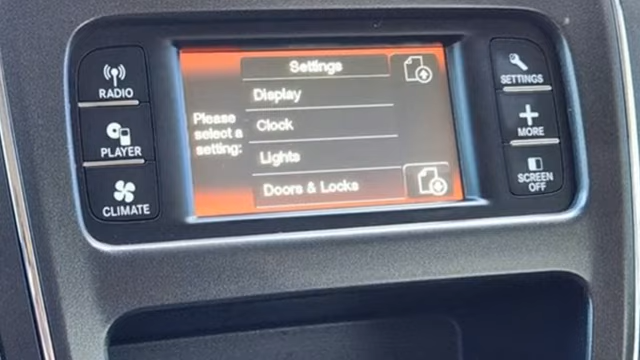 RADIO
PLAYER
CLIMATE
Settings
Please
select a
setting:
Display
Clock
Lights
Doors & Locks
SETTINGS
MORE
SCREEN
OFF